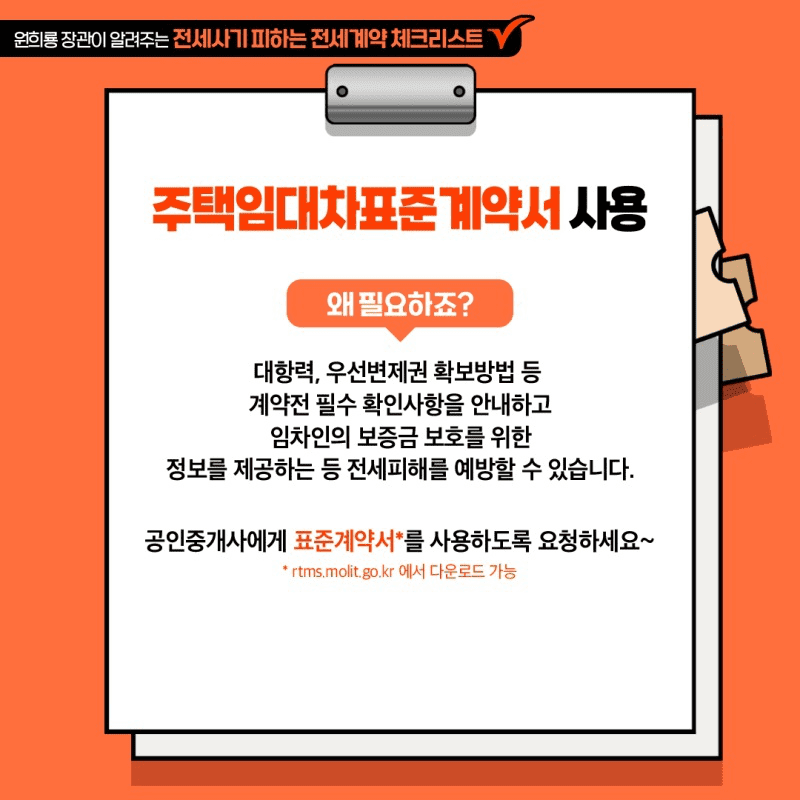 원희룡 장관이 알려주는 전세사기 피하는 전세계약 체크리스트
주택임대차표준계약서 사용
왜 필요하죠?
대항력, 우선변제권 확보방법 등
계약전 필수 확인사항을 안내하고
임차인의 보증금 보호를 위한
정보를 제공하는 등 전세피해를 예방할 수 있습니다.
공인중개사에게 표준계약서*를 사용하도록 요청하세요~
* rtms.molit.go.kr 에서 다운로드 가능